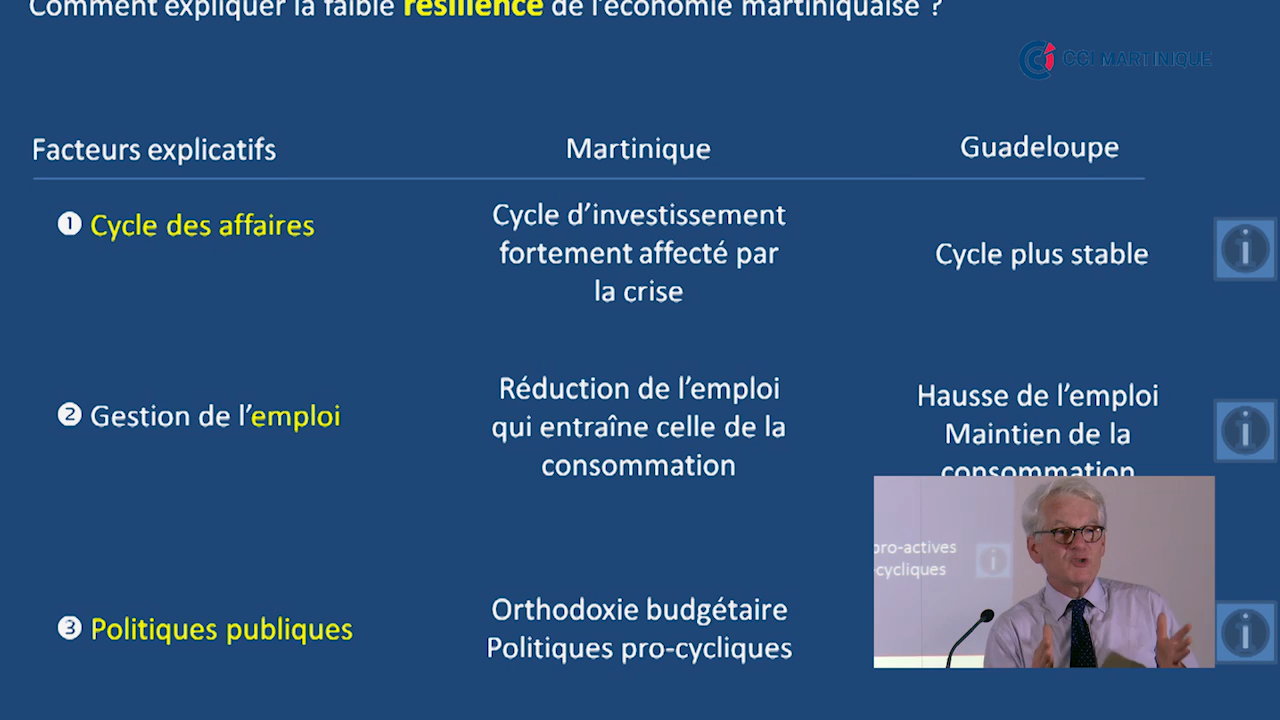 Comment expliquer la faible résilience de l'économie martiniquaise ?
CCI MARTINIQUE
Facteurs explicatifs
Martinique
Guadeloupe
❶ Cycle des affaires
Cycle d'investissement
fortement affecté par
la crise
Cycle plus stable
❷ Gestion de l'emploi
Réduction de l'emploi
qui entraîne celle de la
consommation
Hausse de l'emploi
Maintien de la
consommation
❸ Politiques publiques
Orthodoxie budgétaire
Politiques pro-cycliques
pro-actives
-cycliques